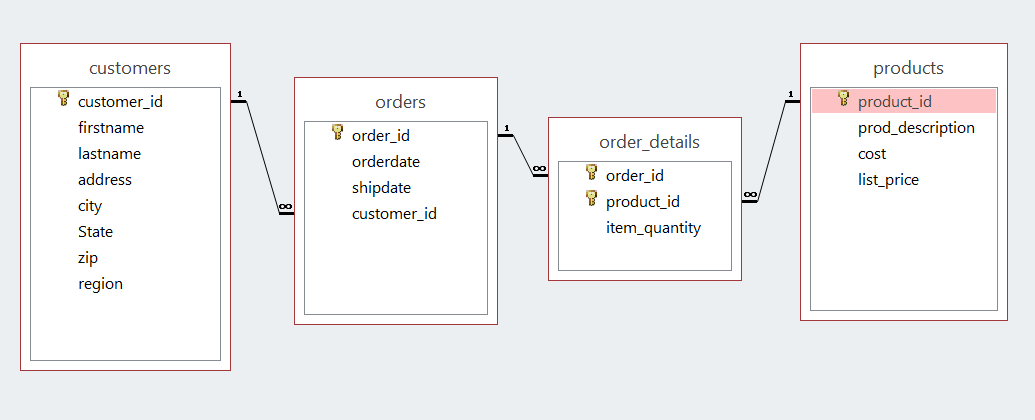 customers
customer_id
firstname
lastname
address
city
State
zip
region
1
∞
orders
order_id
orderdate
shipdate
customer_id
1
∞
order_details
order_id
product_id
item_quantity
∞
1
products
product_id
prod_description
cost
list_price